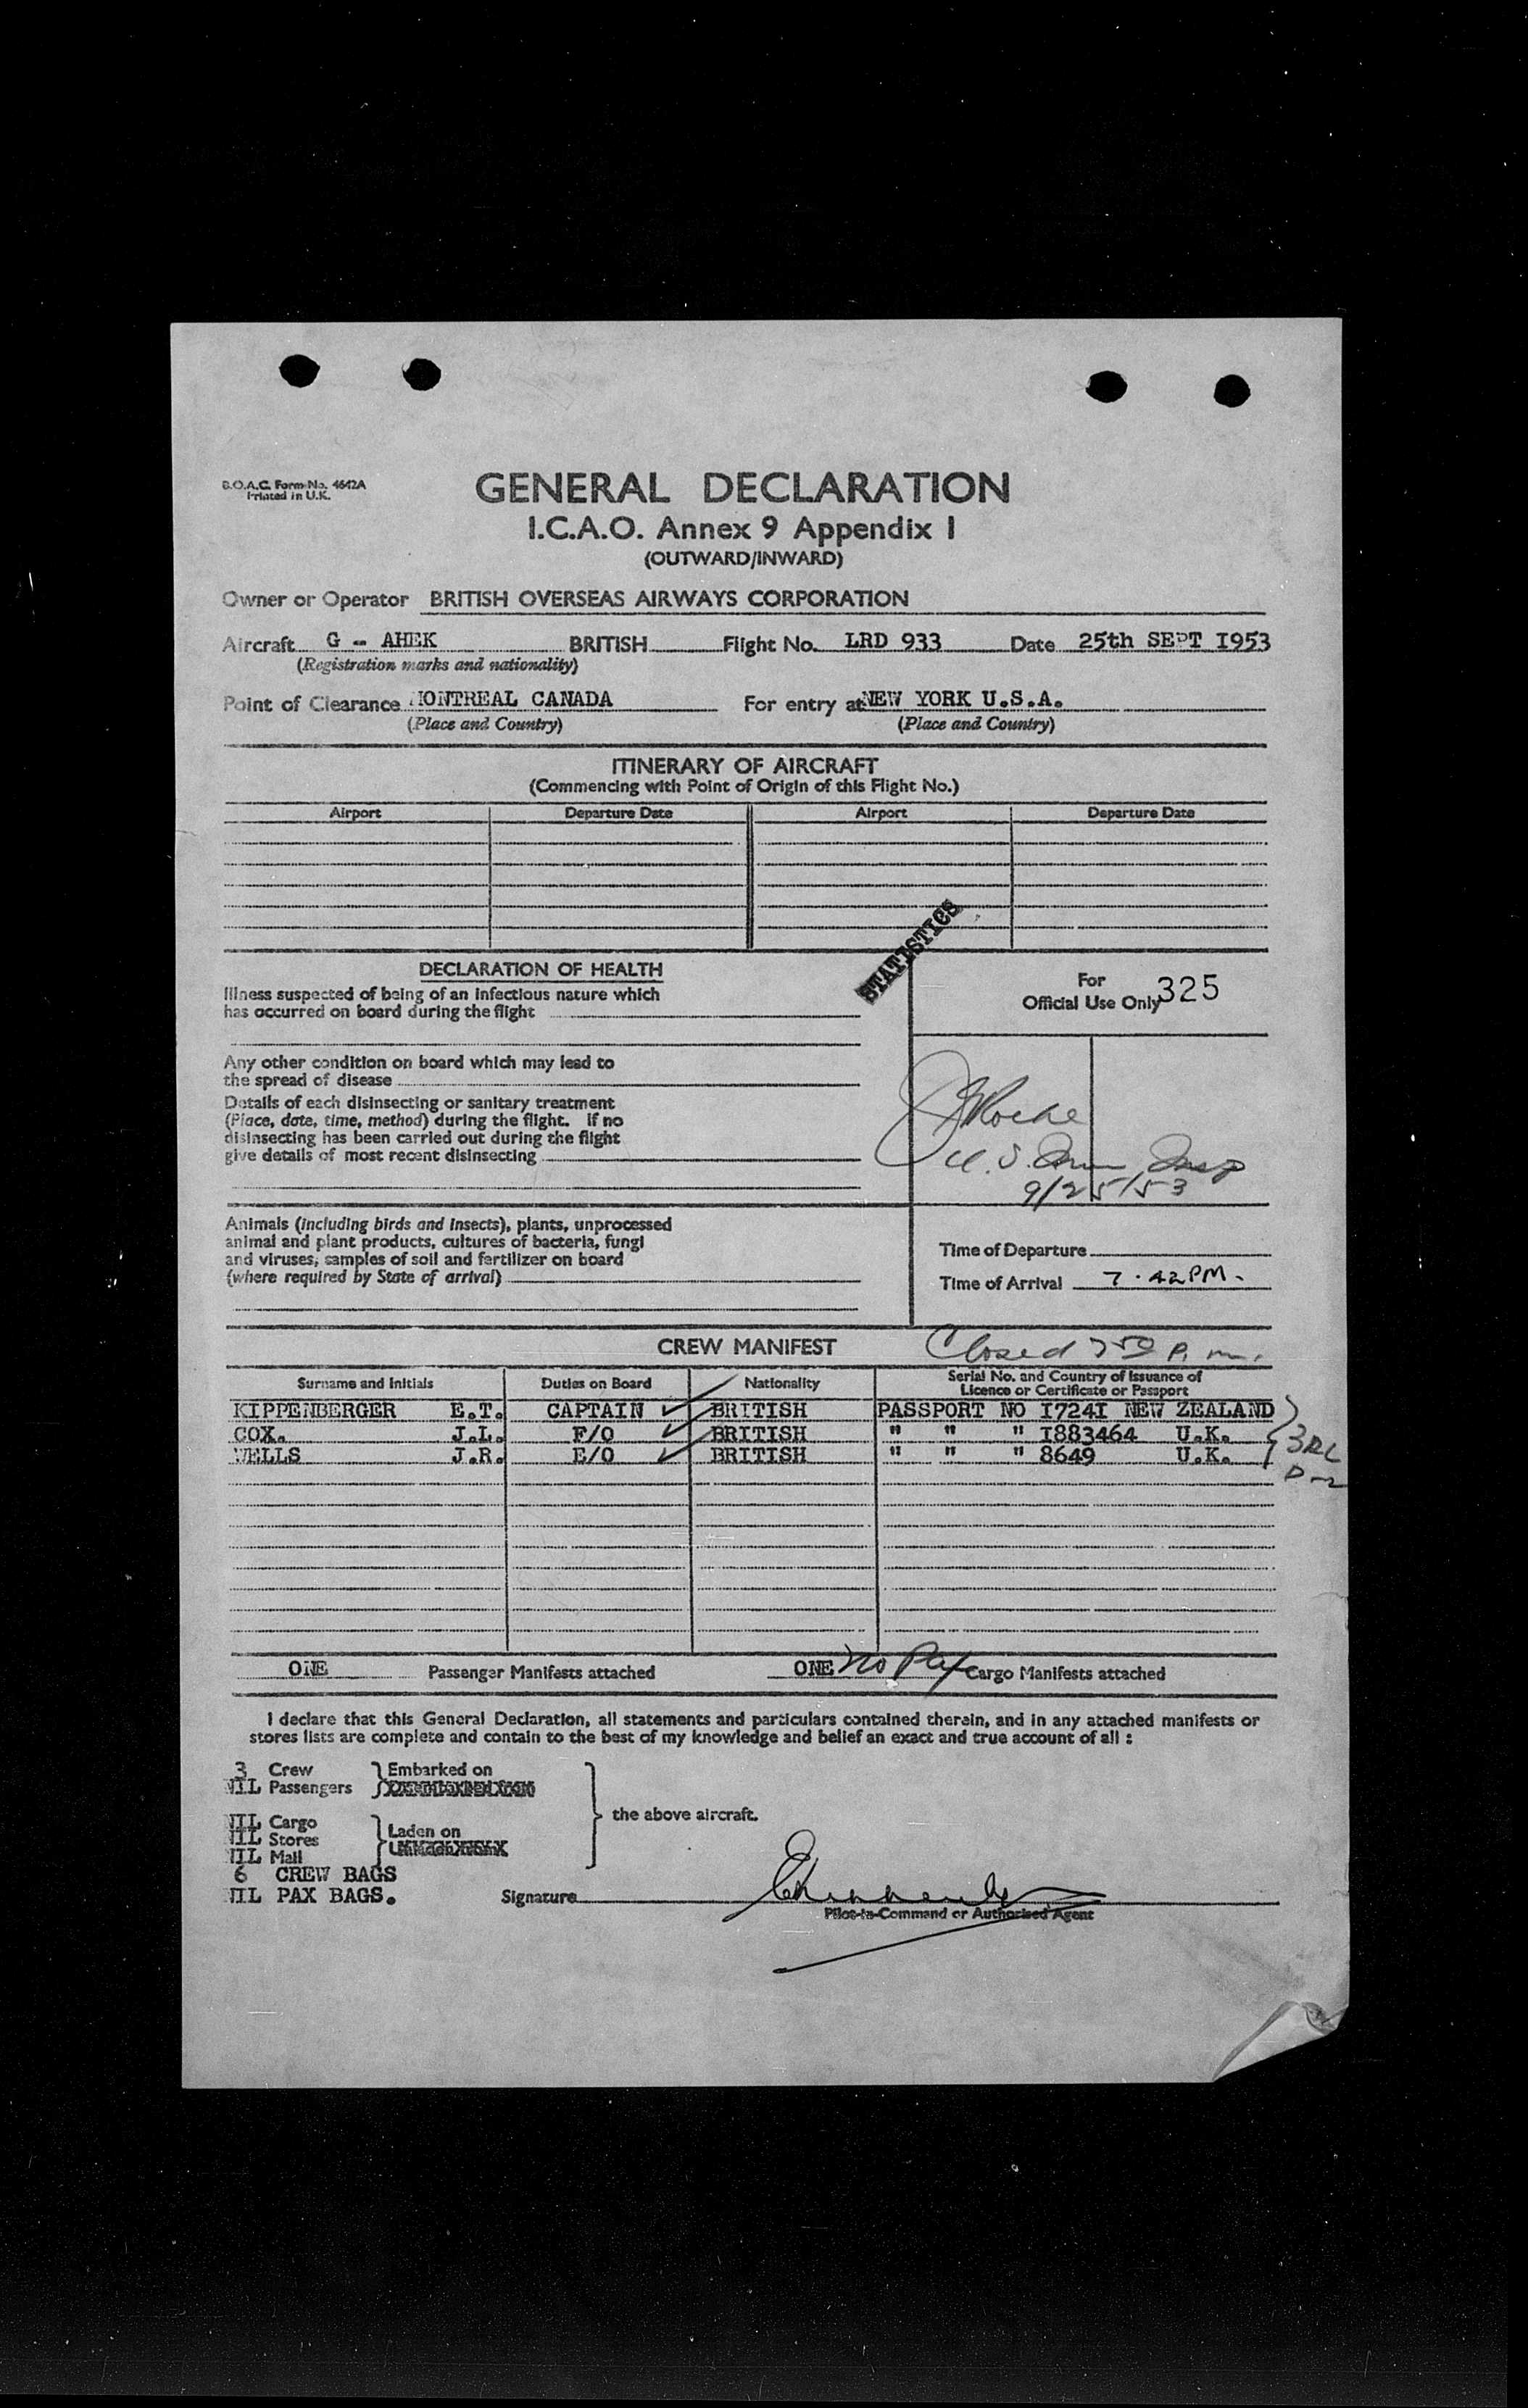 B.O.A.C. Form No. 4642A
Printed in U.K.
GENERAL DECLARATION
I.C.A.O. Annex 9 Appendix 1
(OUTWARD/INWARD)
Owner or Operator BRITISH OVERSEAS AIRWAYS CORPORATION
Aircraft G - AHEK BRITISH Flight No. LRD 933 Date 25th SEPT I953
(Registration marks and nationality)
Point of Clearance MONTREAL CANADA For entry at NEW YORK U.S.A.
(Place and Country) (Place and Country)
ITINERARY OF AIRCRAFT
(Commencing with Point of Origin of this Flight No.)
Airport Departure Date Airport Departure Date
STATISTICS
DECLARATION OF HEALTH
Illness suspected of being of an infectious nature which
has occurred on board during the flight
For
Official Use Only 325
Any other condition on board which may lead to
the spread of disease
Details of each disinsecting or sanitary treatment
(Place, date, time, method) during the flight. If no
disinsecting has been carried out during the flight
give details of most recent disinsecting
Roche
U.S. Imm Insp
9/25/53
Animals (including birds and insects), plants, unprocessed
animal and plant products, cultures of bacteria, fungi
and viruses, samples of soil and fertilizer on board
(where required by State of arrival)
Time of Departure
Time of Arrival 7.42PM.
CREW MANIFEST Closed 750 P.m.
Surname and Initials Duties on Board Nationality Serial No. and Country of Issuance of
Licence or Certificate or Passport
KIPPENBERGER E.T. CAPTAIN BRITISH PASSPORT NO I724I NEW ZEALAND
COX. J.L. F/O BRITISH " " " I883464 U.K.
WELLS J.R. E/O BRITISH " " " 8649 U.K.
ONE Passenger Manifests attached ONE no Pax Cargo Manifests attached
I declare that this General Declaration, all statements and particulars contained therein, and in any attached manifests or
stores lists are complete and contain to the best of my knowledge and belief an exact and true account of all :
3 Crew Embarked on
NIL Passengers
the above aircraft.
NIL Cargo
NIL Stores Laden on
NIL Mail
6 CREW BAGS
NIL PAX BAGS.
Signature
Pilot-in-Command or Authorised Agent